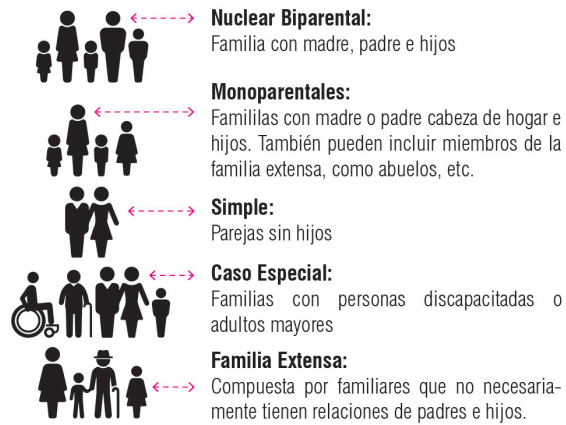 Nuclear Biparental:
Familia con madre, padre e hijos
Monoparentales:
Famililas con madre o padre cabeza de hogar e
hijos. También pueden incluir miembros de la
familia extensa, como abuelos, etc.
Simple:
Parejas sin hijos
Caso Especial:
Familias con personas discapacitadas o
adultos mayores
Familia Extensa:
Compuesta por familiares que no necesaria-
mente tienen relaciones de padres e hijos.